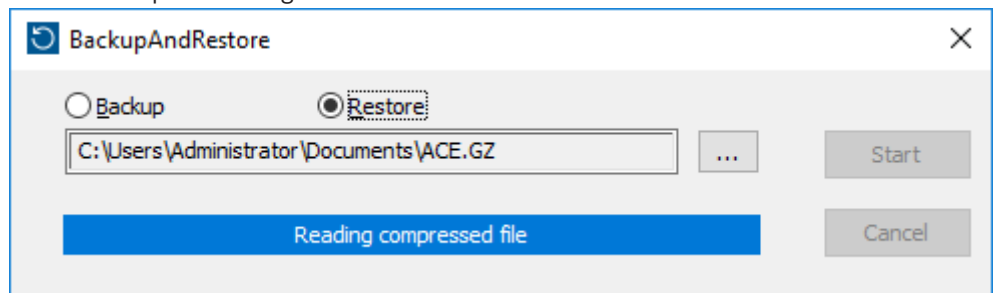 BackupAndRestore
Backup Restore
C:\Users\Administrator\Documents\ACE.GZ ... Start
Reading compressed file Cancel